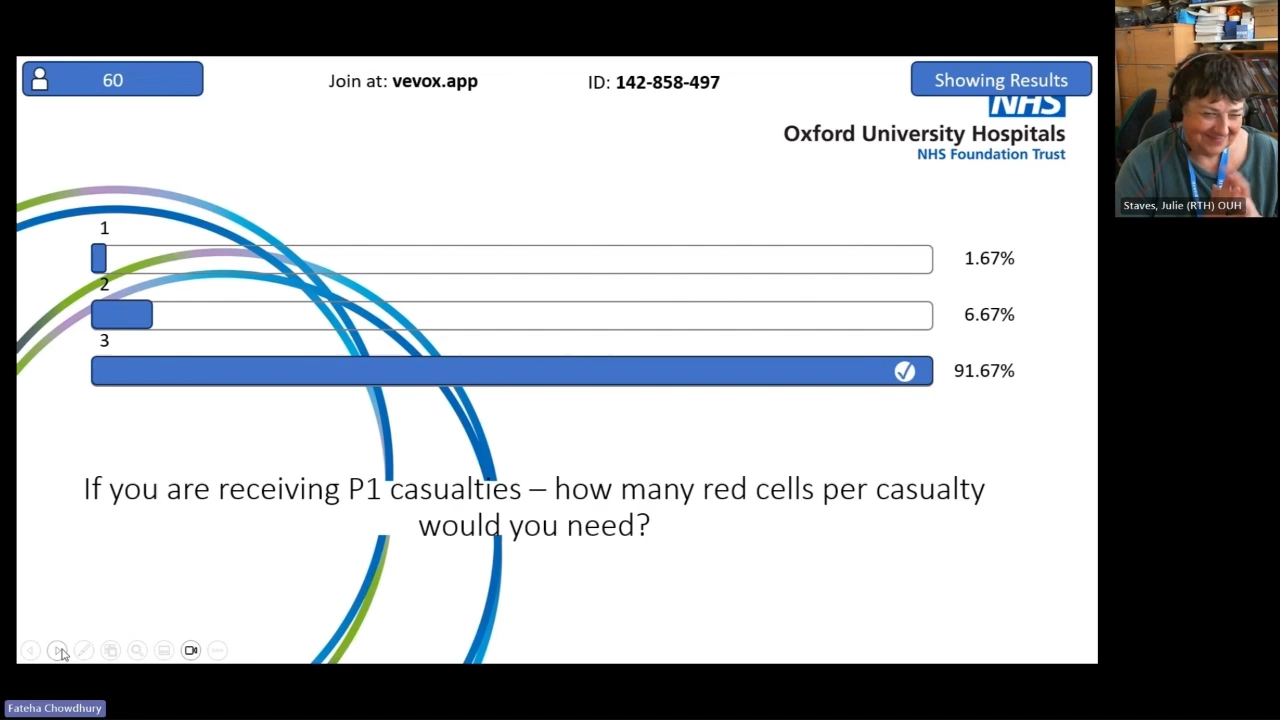 60
Join at: vevox.app
ID: 142-858-497
Showing Results
NHS
Oxford University Hospitals
NHS Foundation Trust
1
1.67%
2
6.67%
3
91.67%
If you are receiving P1 casualties – how many red cells per casualty
would you need?
Staves, Julie (RTH) OUH
Fateha Chowdhury